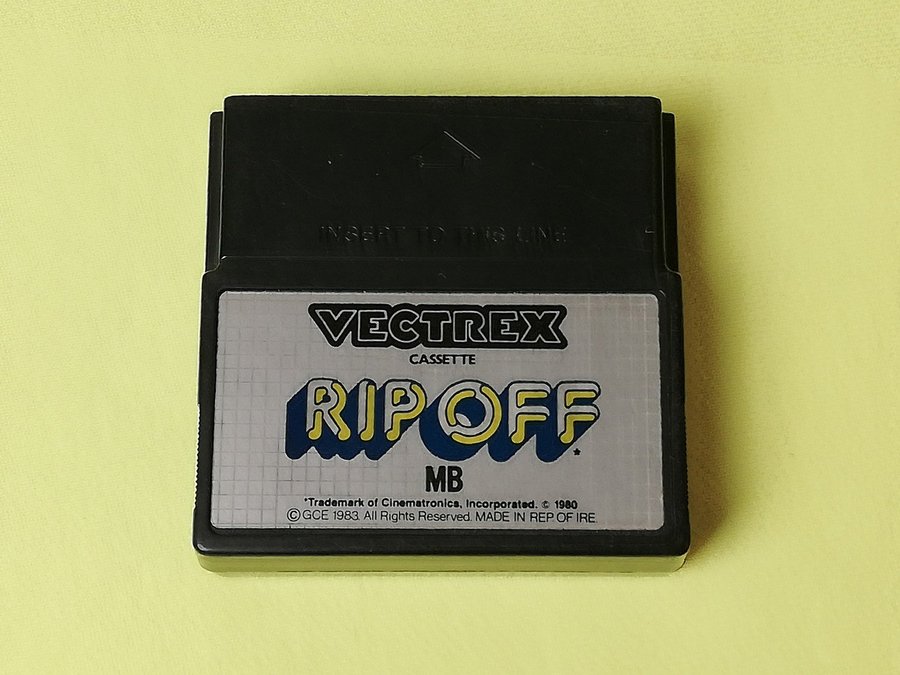 INSERT TO THIS LINE
VECTREX
CASSETTE
RIP OFF*
MB
*Trademark of Cinematronics, Incorporated. © 1980
© GCE 1983. All Rights Reserved. MADE IN REP OF IRE.